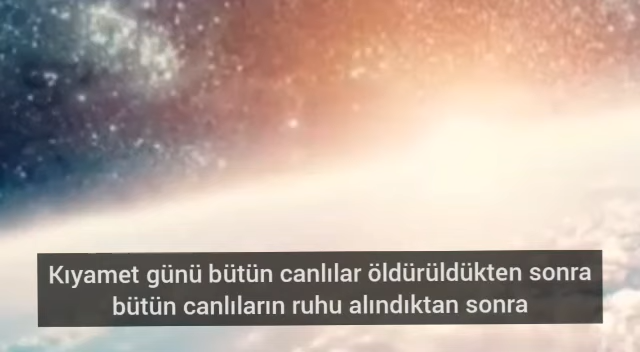 Kıyamet günü bütün canlılar öldürüldükten sonra
bütün canlıların ruhu alındıktan sonra